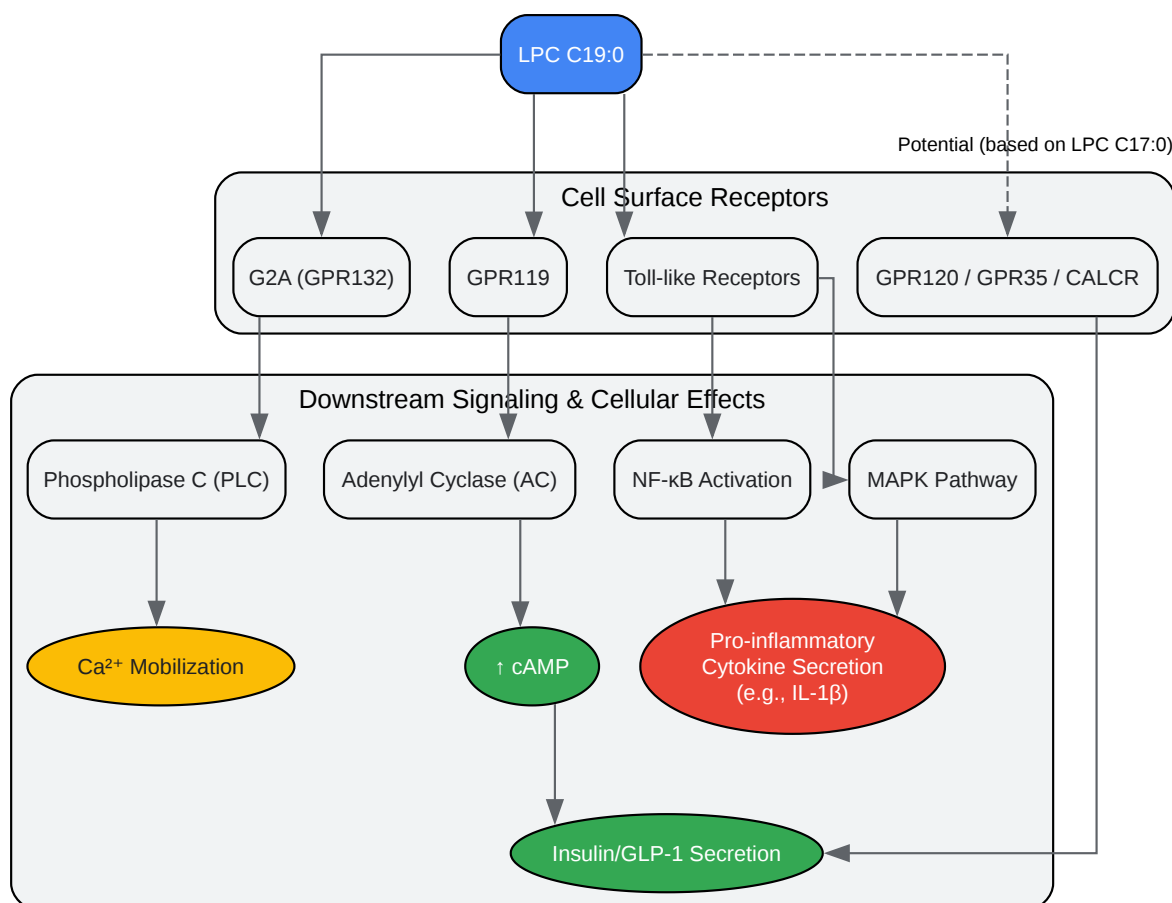 LPC C19:0
Potential (based on LPC C17:0)
Cell Surface Receptors
G2A (GPR132)
GPR119
Toll-like Receptors
GPR120 / GPR35 / CALCR
Downstream Signaling & Cellular Effects
Phospholipase C (PLC)
Adenylyl Cyclase (AC)
NF-κB Activation
MAPK Pathway
Ca²⁺ Mobilization
↑ cAMP
Pro-inflammatory
Cytokine Secretion
(e.g., IL-1β)
Insulin/GLP-1 Secretion